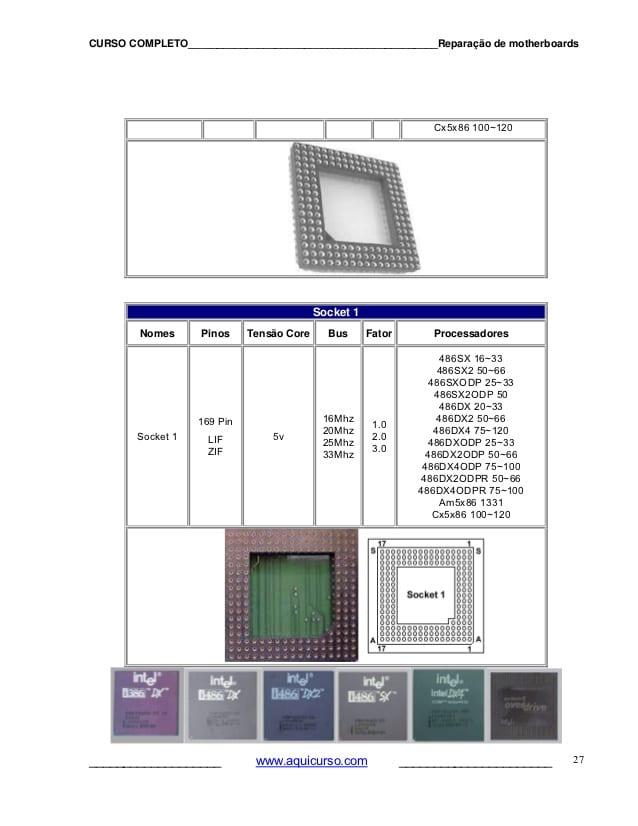 CURSO COMPLETO Reparação de motherboards
Cx5x86 100~120
Socket 1
Nomes Pinos Tensão Core Bus Fator Processadores
Socket 1
169 Pin
LIF
ZIF
5v
16Mhz
20Mhz
25Mhz
33Mhz
1.0
2.0
3.0
486SX 16~33
486SX2 50~66
486SXODP 25~33
486SX2ODP 50
486DX 20~33
486DX2 50~66
486DX4 75~120
486DXODP 25~33
486DX2ODP 50~66
486DX4ODP 75~100
486DX2ODPR 50~66
486DX4ODPR 75~100
Am5x86 1331
Cx5x86 100~120
17 1
S S
Socket 1
A A
17 1
intel
i386 DX
intel
i486 DX
intel
i486 DX2
intel
i486 SX
intel
intel DX4
overdrive
www.aquicurso.com 27